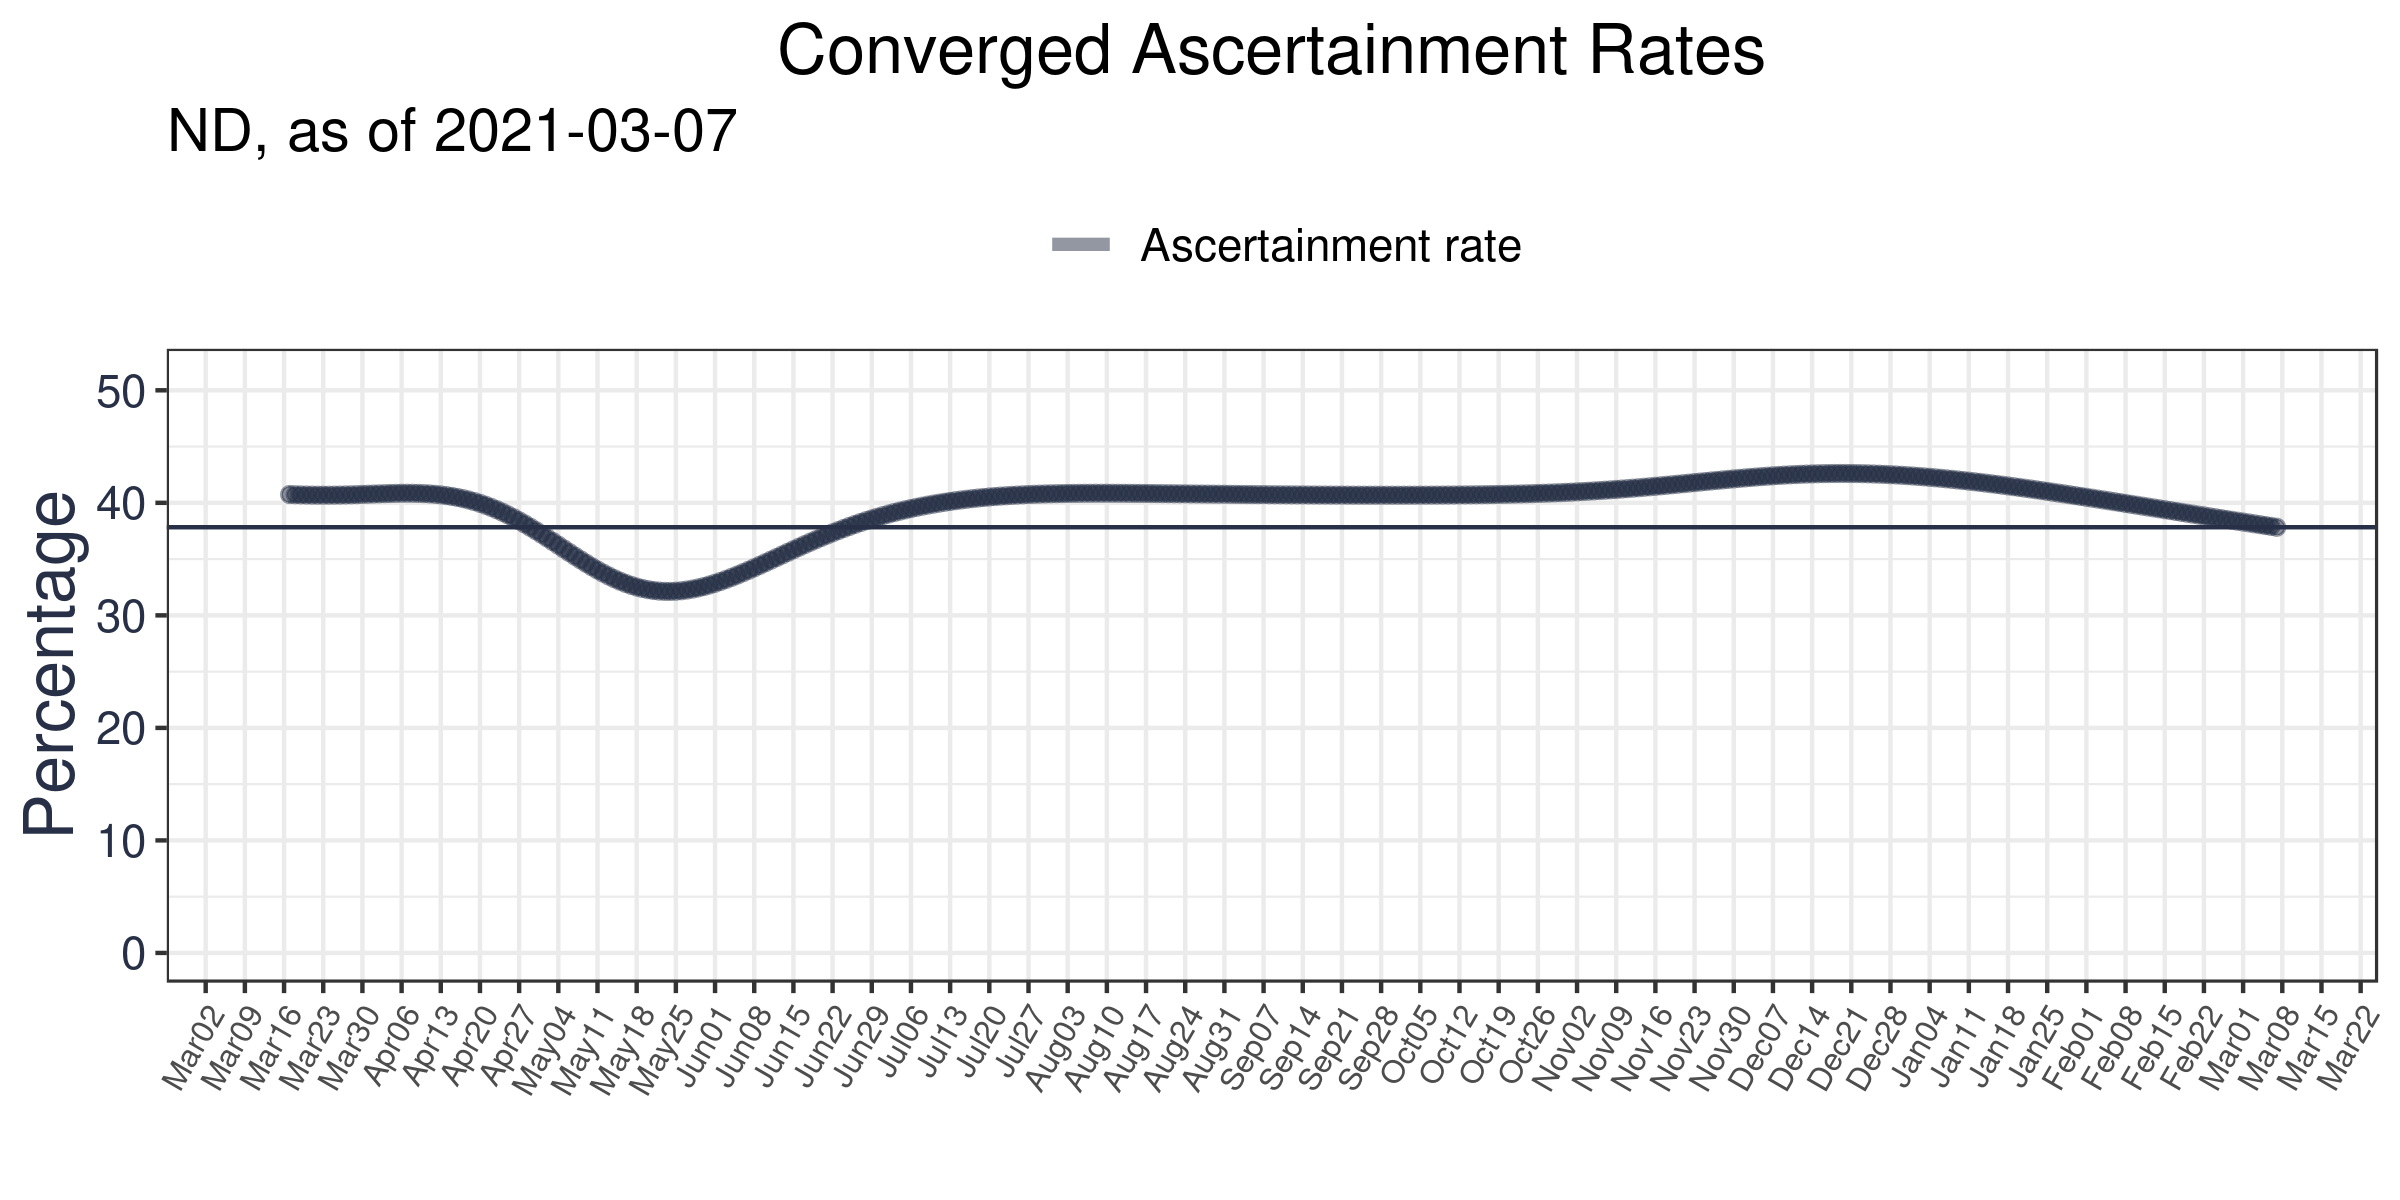 Converged Ascertainment Rates
ND, as of 2021-03-07
Ascertainment rate
Percentage
50
40
30
20
10
0
Mar02 Mar09 Mar16 Mar23 Mar30 Apr06 Apr13 Apr20 Apr27 May04 May11 May18 May25 Jun01 Jun08 Jun15 Jun22 Jun29 Jul06 Jul13 Jul20 Jul27 Aug03 Aug10 Aug17 Aug24 Aug31 Sep07 Sep14 Sep21 Sep28 Oct05 Oct12 Oct19 Oct26 Nov02 Nov09 Nov16 Nov23 Nov30 Dec07 Dec14 Dec21 Dec28 Jan04 Jan11 Jan18 Jan25 Feb01 Feb08 Feb15 Feb22 Mar01 Mar08 Mar15 Mar22